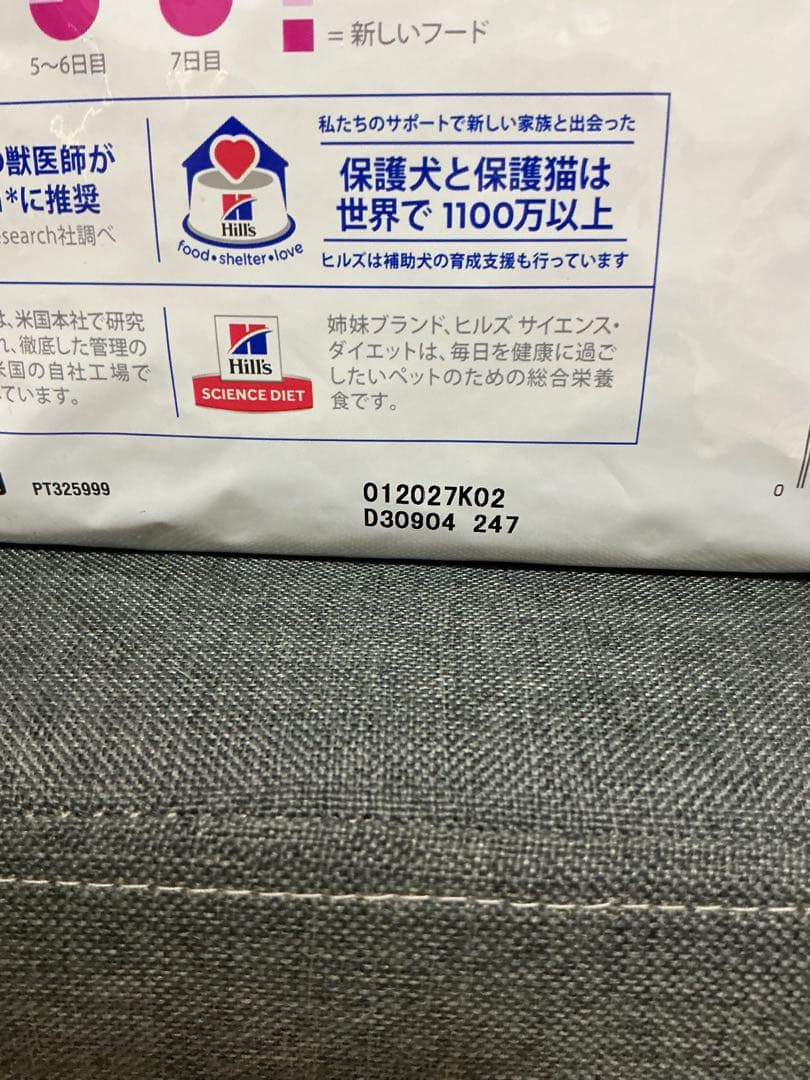 5〜6日目
7日目
= 新しいフード
獣医師が
*に推奨
search社調べ
Hill's
food•shelter•love
私たちのサポートで新しい家族と出会った
保護犬と保護猫は
世界で 1100万以上
ヒルズは補助犬の育成支援も行っています
は、米国本社で研究
れ、徹底した管理の
米国の自社工場で
ています。
Hill's
SCIENCE DIET
姉妹ブランド、ヒルズ サイエンス・
ダイエットは、毎日を健康に過ご
したいペットのための総合栄養
食です。
PT325999
012027K02
D30904 247
0